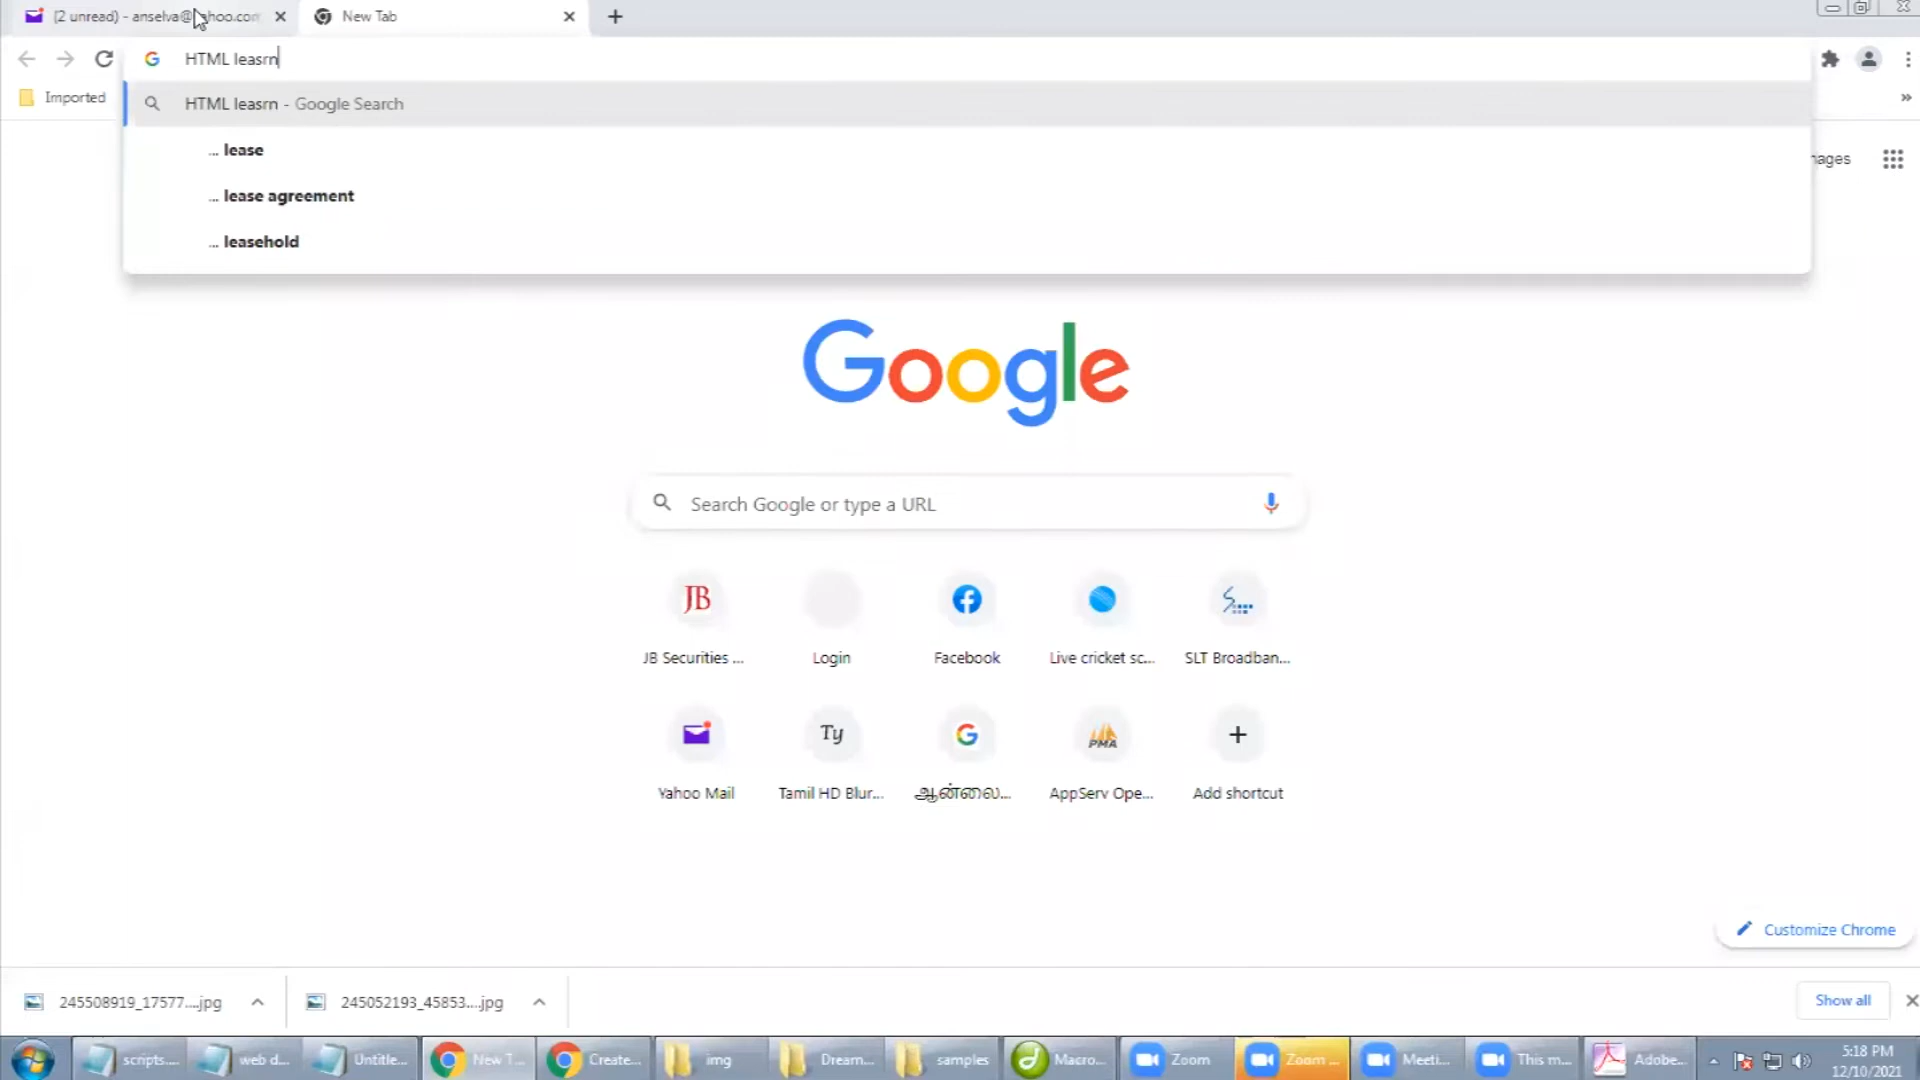 (2 unread) - anselva@yahoo.com
New Tab
HTML leasrn
HTML leasrn - Google Search
... lease
... lease agreement
... leasehold
Imported
»
Google
Search Google or type a URL
JB
JB Securities ...
Login
Facebook
Live cricket sc...
SLT Broadban...
Yahoo Mail
Ty
Tamil HD Blur...
ஆன்லை...
PMA
AppServ Ope...
Add shortcut
Customize Chrome
245508919_17577....jpg
245052193_45853....jpg
Show all
scripts....
web d...
Untitle...
New T...
Create...
img
Dream...
samples
Macro...
Zoom
Zoom ...
Meeti...
This m...
Adobe...
5:18 PM
12/10/2021